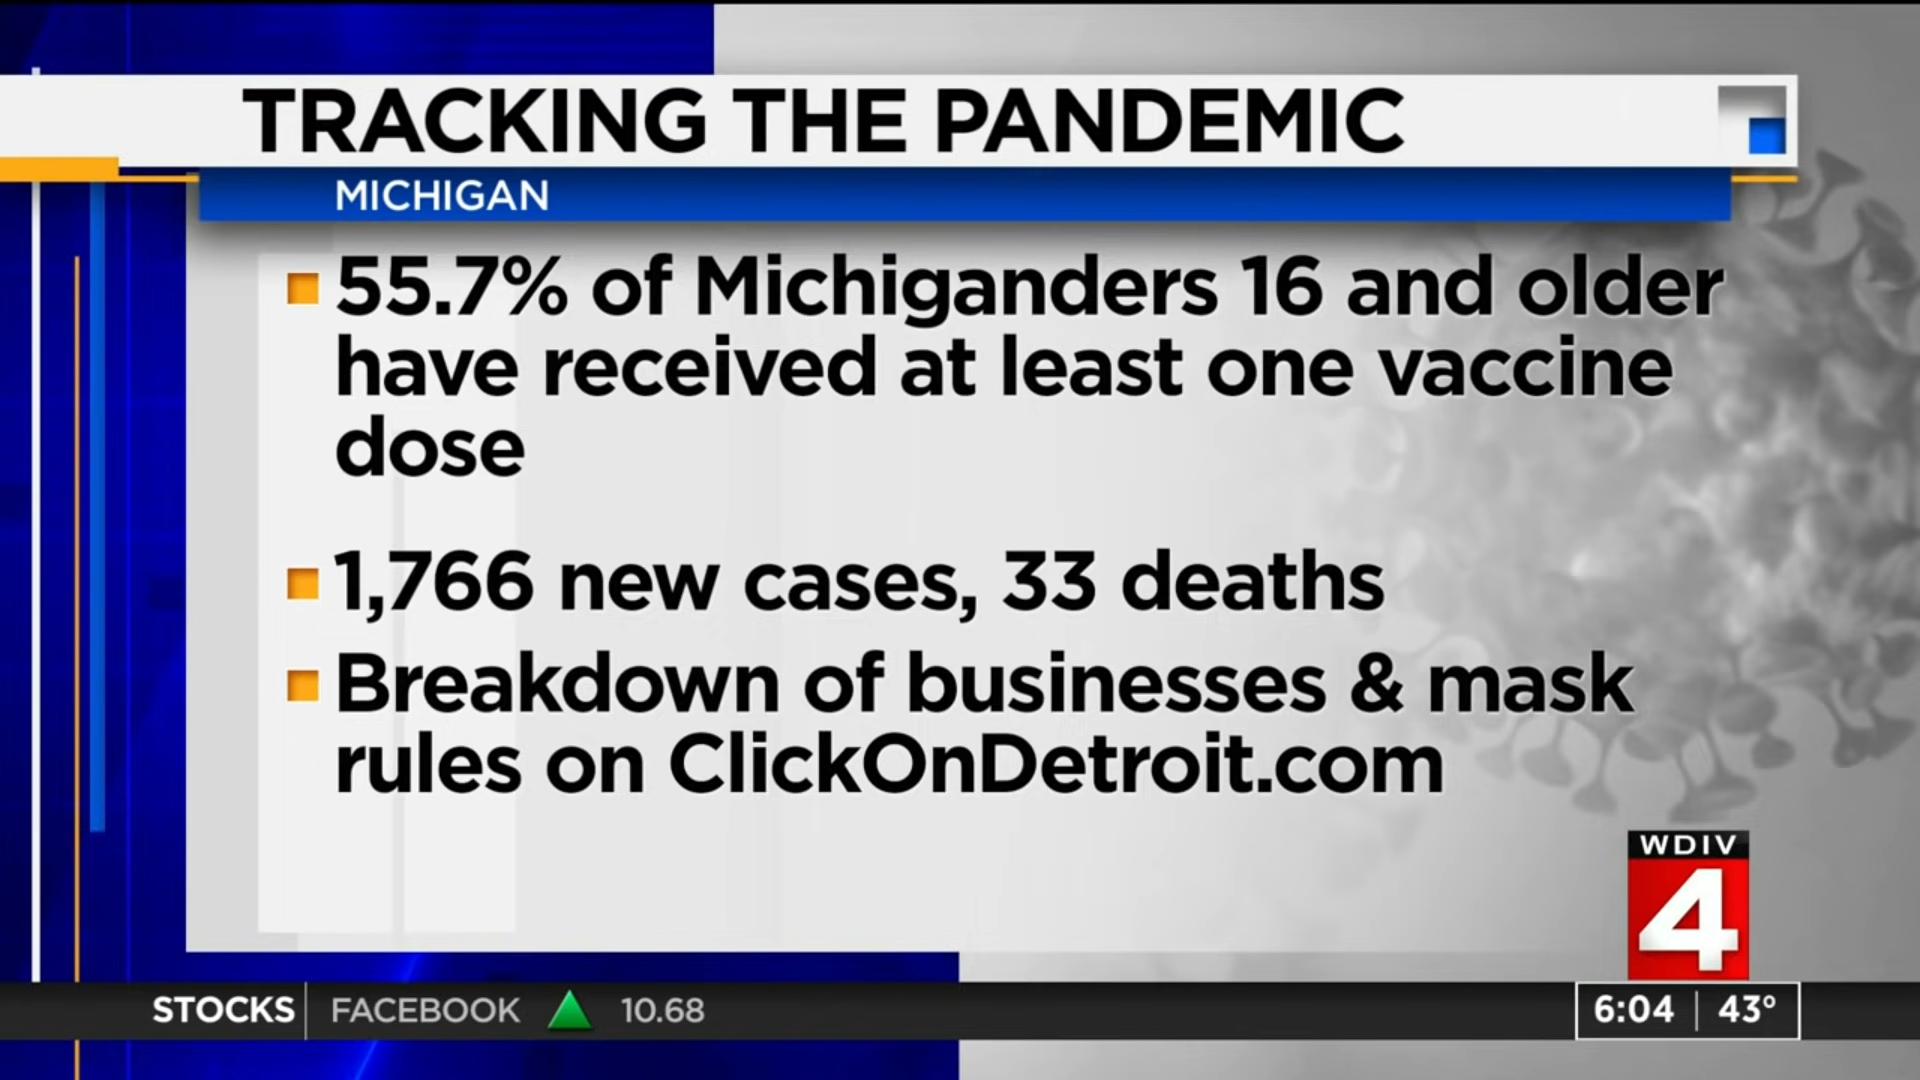 TRACKING THE PANDEMIC
MICHIGAN
55.7% of Michiganders 16 and older
have received at least one vaccine
dose
1,766 new cases, 33 deaths
Breakdown of businesses & mask
rules on ClickOnDetroit.com
WDIV
4
STOCKS FACEBOOK 10.68
6:04 43°